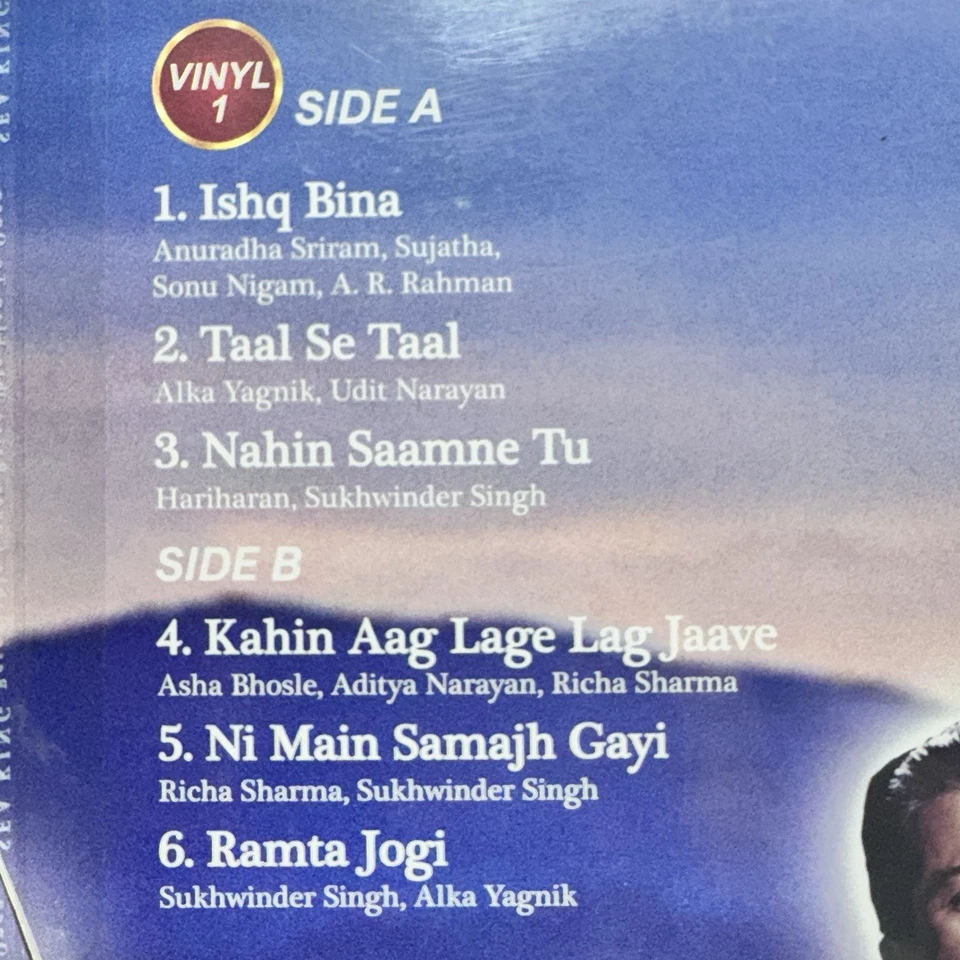 VINYL
1
SIDE A
1. Ishq Bina
Anuradha Sriram, Sujatha,
Sonu Nigam, A. R. Rahman
2. Taal Se Taal
Alka Yagnik, Udit Narayan
3. Nahin Saamne Tu
Hariharan, Sukhwinder Singh
SIDE B
4. Kahin Aag Lage Lag Jaave
Asha Bhosle, Aditya Narayan, Richa Sharma
5. Ni Main Samajh Gayi
Richa Sharma, Sukhwinder Singh
6. Ramta Jogi
Sukhwinder Singh, Alka Yagnik